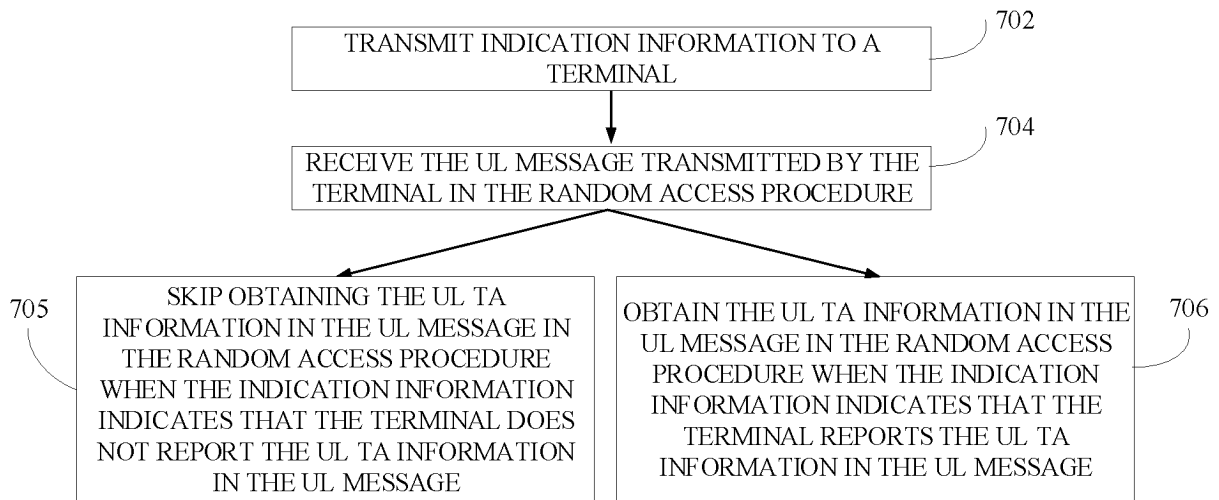 702
TRANSMIT INDICATION INFORMATION TO A
TERMINAL
704
RECEIVE THE UL MESSAGE TRANSMITTED BY THE
TERMINAL IN THE RANDOM ACCESS PROCEDURE
705
SKIP OBTAINING THE UL TA
INFORMATION IN THE UL MESSAGE IN
THE RANDOM ACCESS PROCEDURE
WHEN THE INDICATION INFORMATION
INDICATES THAT THE TERMINAL DOES
NOT REPORT THE UL TA INFORMATION
IN THE UL MESSAGE
706
OBTAIN THE UL TA INFORMATION IN THE
UL MESSAGE IN THE RANDOM ACCESS
PROCEDURE WHEN THE INDICATION
INFORMATION INDICATES THAT THE
TERMINAL REPORTS THE UL TA
INFORMATION IN THE UL MESSAGE